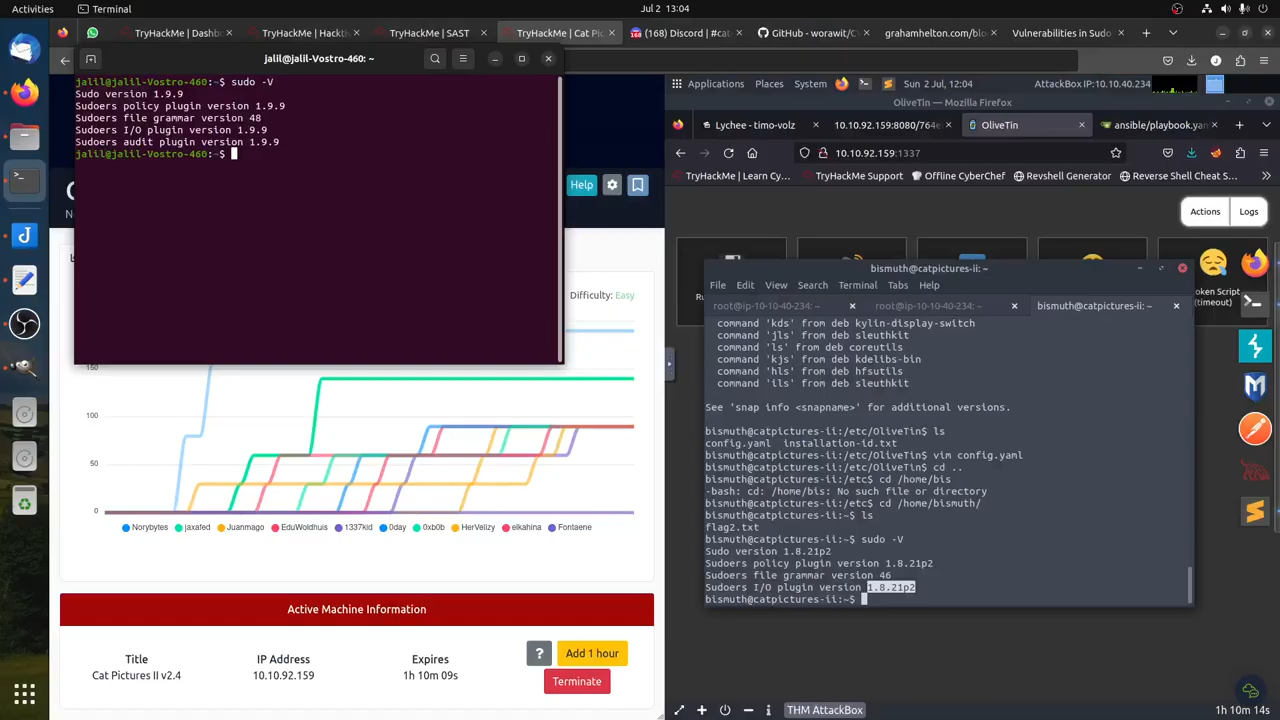 Activities
Terminal
Jul 2 13:04
TryHackMe | Dashb
TryHackMe | Hackt
TryHackMe | SAST
TryHackMe | Cat Pic
(168) Discord | #cat
GitHub - worawit/C
grahamhelton.com/b
Vulnerabilities in Sudo
jalil@jalil-Vostro-460: ~
jalil@jalil-Vostro-460:~$ sudo -V
Sudo version 1.9.9
Sudoers policy plugin version 1.9.9
Sudoers file grammar version 48
Sudoers I/O plugin version 1.9.9
Sudoers audit plugin version 1.9.9
jalil@jalil-Vostro-460:~$
Help
Difficulty: Easy
150
100
50
0
Norybytes jaxafed Juanmago EduWoldhuis 1337kid 0day 0xb0b HerVelizy elkahina Fontaene
Active Machine Information
Title
Cat Pictures II v2.4
IP Address
10.10.92.159
Expires
1h 10m 09s
?
Add 1 hour
Terminate
Applications
Places
System
Sun 2 Jul, 13:04
AttackBox IP:10.10.40.234
OliveTin — Mozilla Firefox
Lychee - timo-volz
10.10.92.159:8080/764e
OliveTin
ansible/playbook.yan
10.10.92.159:1337
TryHackMe | Learn Cy...
TryHackMe Support
Offline CyberChef
Revshell Generator
Reverse Shell Cheat S...
Actions
Logs
bismuth@catpictures-ii: ~
File Edit View Search Terminal Tabs Help
root@ip-10-10-40-234: ~
root@ip-10-10-40-234: ~
bismuth@catpictures-ii: ~
command 'kds' from deb kylin-display-switch
command 'jls' from deb sleuthkit
command 'ls' from deb coreutils
command 'kjs' from deb kdelibs-bin
command 'hls' from deb hfsutils
command 'lls' from deb sleuthkit
See 'snap info <snapname>' for additional versions.
bismuth@catpictures-ii:/etc/OliveTin$ ls
config.yaml installation-id.txt
bismuth@catpictures-ii:/etc/OliveTin$ vim config.yaml
bismuth@catpictures-ii:/etc/OliveTin$ cd ..
bismuth@catpictures-ii:/etc$ cd /home/bis
-bash: cd: /home/bis: No such file or directory
bismuth@catpictures-ii:/etc$ cd /home/bismuth/
bismuth@catpictures-ii:~$ ls
flag2.txt
bismuth@catpictures-ii:~$ sudo -V
Sudo version 1.8.21p2
Sudoers policy plugin version 1.8.21p2
Sudoers file grammar version 46
Sudoers I/O plugin version 1.8.21p2
bismuth@catpictures-ii:~$
oken Script
(timeout)
THM AttackBox
1h 10m 14s